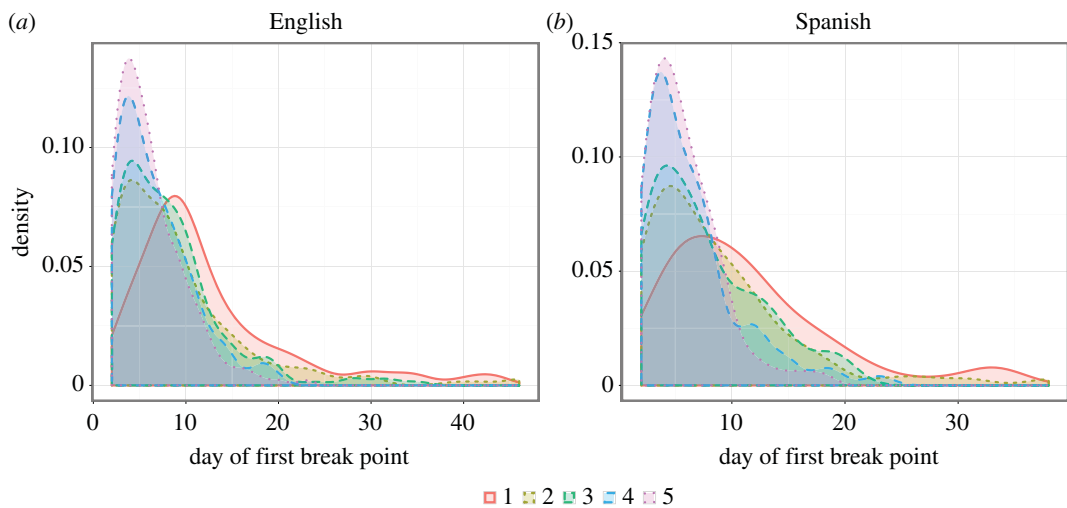 (a) English
(b) Spanish
density
0.10
0.05
0
0.15
0.10
0.05
0
0 10 20 30 40
10 20 30
day of first break point
day of first break point
1 2 3 4 5